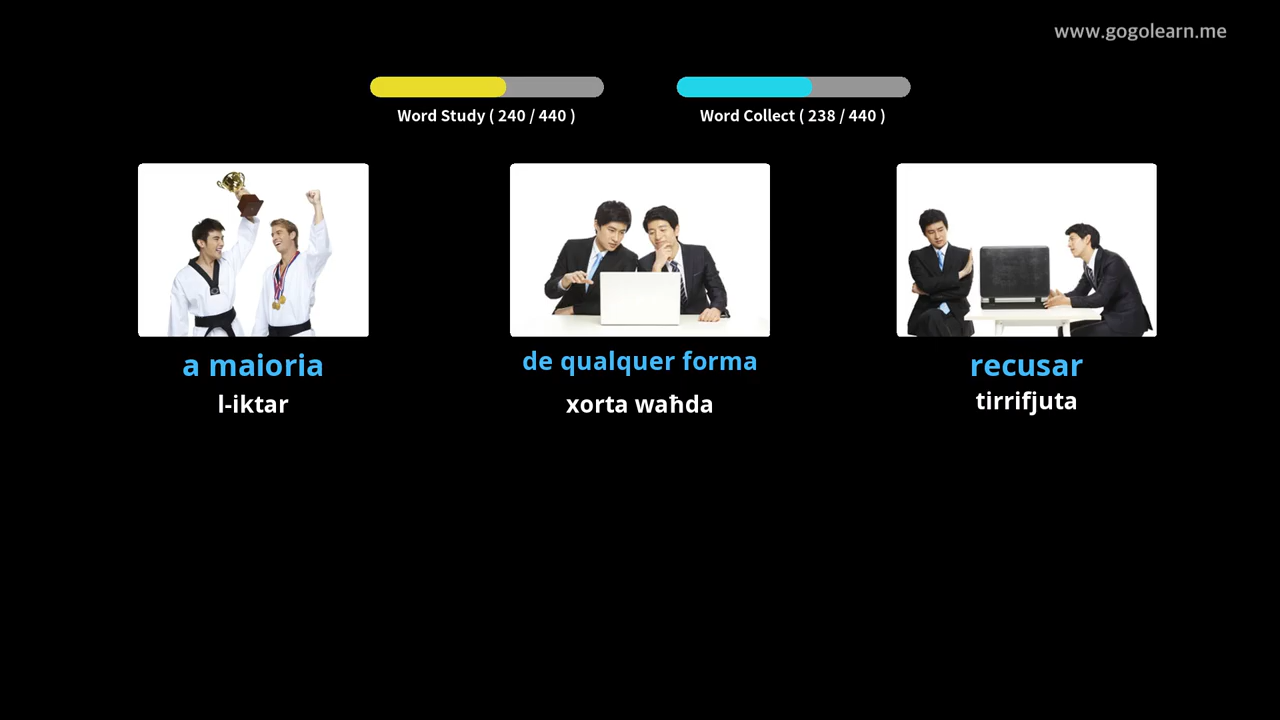 www.gogolearn.me
Word Study ( 240 / 440 )
Word Collect ( 238 / 440 )
a maioria
l-iktar
de qualquer forma
xorta waħda
recusar
tirrifjuta